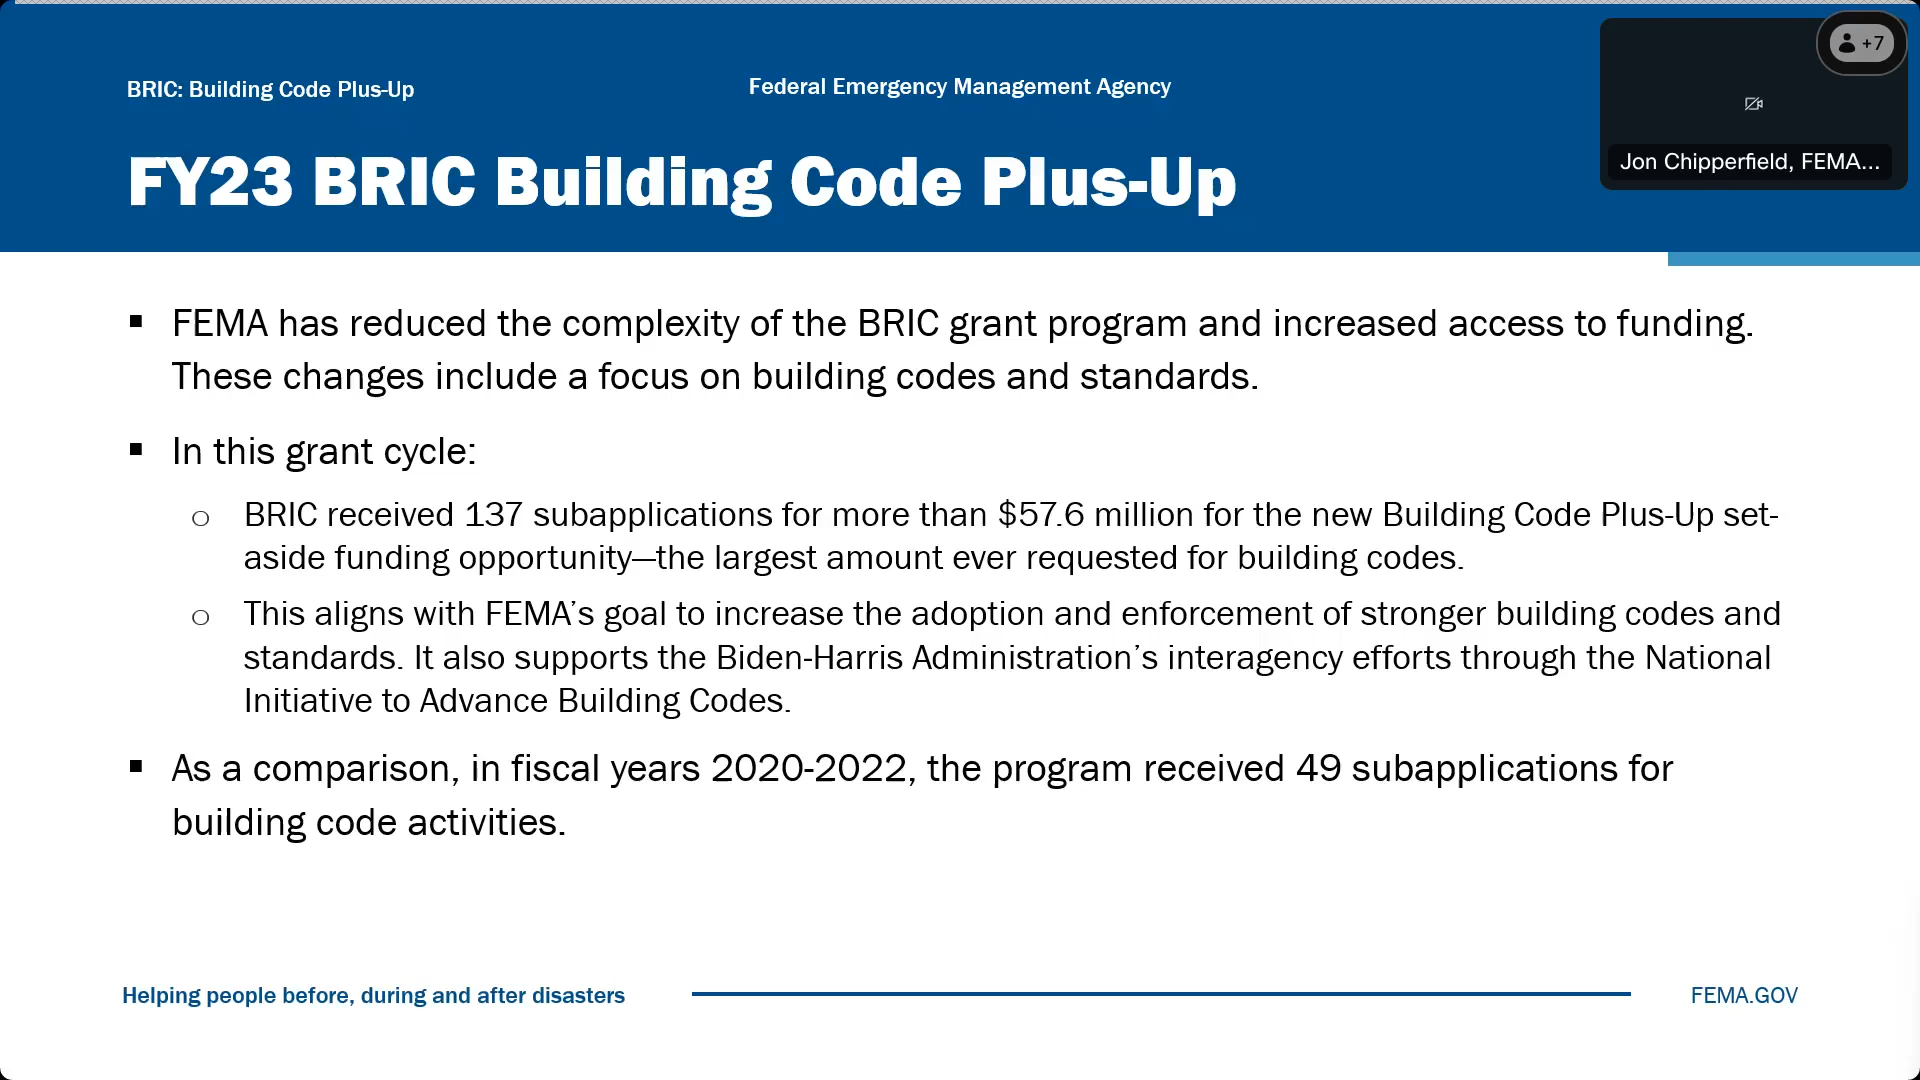 BRIC: Building Code Plus-Up
Federal Emergency Management Agency
+7
Jon Chipperfield, FEMA...
FY23 BRIC Building Code Plus-Up
▪ FEMA has reduced the complexity of the BRIC grant program and increased access to funding.
These changes include a focus on building codes and standards.
▪ In this grant cycle:
o BRIC received 137 subapplications for more than $57.6 million for the new Building Code Plus-Up set-
aside funding opportunity—the largest amount ever requested for building codes.
o This aligns with FEMA’s goal to increase the adoption and enforcement of stronger building codes and
standards. It also supports the Biden-Harris Administration’s interagency efforts through the National
Initiative to Advance Building Codes.
▪ As a comparison, in fiscal years 2020-2022, the program received 49 subapplications for
building code activities.
Helping people before, during and after disasters
FEMA.GOV